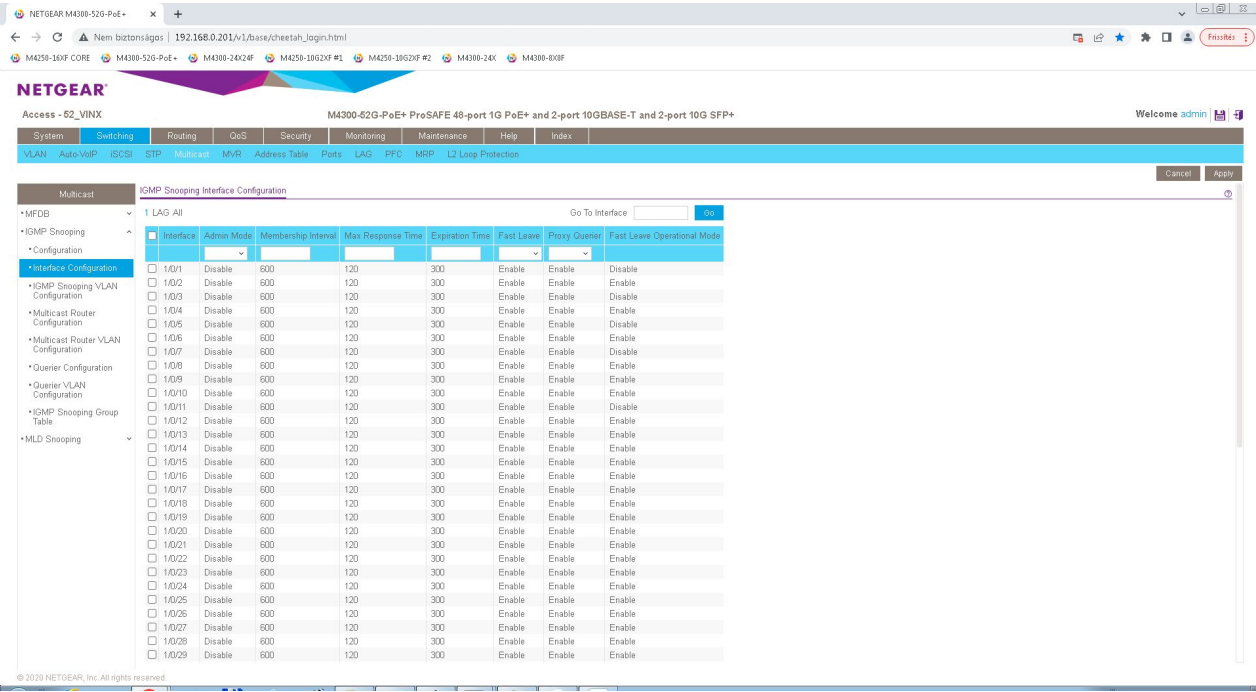 NETGEAR M4300-52G-PoE+
Nem biztonságos | 192.168.0.201/v1/base/cheetah_login.html
Frissítés
M4250-16XF CORE M4300-52G-PoE+ M4300-24X24F M4250-10G2XF #1 M4250-10G2XF #2 M4300-24X M4300-8X8F
NETGEAR
Access - 52_VINX
M4300-52G-PoE+ ProSAFE 48-port 1G PoE+ and 2-port 10GBASE-T and 2-port 10G SFP+
Welcome admin
System Switching Routing QoS Security Monitoring Maintenance Help Index
VLAN Auto-VoIP iSCSI STP Multicast MVR Address Table Ports LAG PFC MRP L2 Loop Protection
Cancel Apply
Multicast
MFDB
IGMP Snooping
Configuration
Interface Configuration
IGMP Snooping VLAN
Configuration
Multicast Router
Configuration
Multicast Router VLAN
Configuration
Querier Configuration
Querier VLAN
Configuration
IGMP Snooping Group
Table
MLD Snooping
IGMP Snooping Interface Configuration
1 LAG All Go To Interface Go
Interface Admin Mode Membership Interval Max Response Time Expiration Time Fast Leave Proxy Querier Fast Leave Operational Mode
1/0/1 Disable 600 120 300 Enable Enable Disable
1/0/2 Disable 600 120 300 Enable Enable Enable
1/0/3 Disable 600 120 300 Enable Enable Disable
1/0/4 Disable 600 120 300 Enable Enable Enable
1/0/5 Disable 600 120 300 Enable Enable Disable
1/0/6 Disable 600 120 300 Enable Enable Enable
1/0/7 Disable 600 120 300 Enable Enable Disable
1/0/8 Disable 600 120 300 Enable Enable Enable
1/0/9 Disable 600 120 300 Enable Enable Enable
1/0/10 Disable 600 120 300 Enable Enable Enable
1/0/11 Disable 600 120 300 Enable Enable Disable
1/0/12 Disable 600 120 300 Enable Enable Enable
1/0/13 Disable 600 120 300 Enable Enable Enable
1/0/14 Disable 600 120 300 Enable Enable Enable
1/0/15 Disable 600 120 300 Enable Enable Enable
1/0/16 Disable 600 120 300 Enable Enable Enable
1/0/17 Disable 600 120 300 Enable Enable Enable
1/0/18 Disable 600 120 300 Enable Enable Enable
1/0/19 Disable 600 120 300 Enable Enable Enable
1/0/20 Disable 600 120 300 Enable Enable Enable
1/0/21 Disable 600 120 300 Enable Enable Enable
1/0/22 Disable 600 120 300 Enable Enable Enable
1/0/23 Disable 600 120 300 Enable Enable Enable
1/0/24 Disable 600 120 300 Enable Enable Enable
1/0/25 Disable 600 120 300 Enable Enable Enable
1/0/26 Disable 600 120 300 Enable Enable Enable
1/0/27 Disable 600 120 300 Enable Enable Enable
1/0/28 Disable 600 120 300 Enable Enable Enable
1/0/29 Disable 600 120 300 Enable Enable Enable
© 2020 NETGEAR, Inc. All rights reserved.